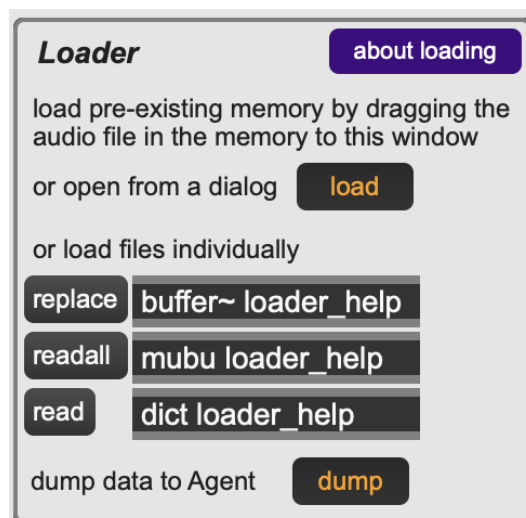 Loader
about loading
load pre-existing memory by dragging the
audio file in the memory to this window
or open from a dialog
load
or load files individually
replace
buffer~ loader_help
readall
mubu loader_help
read
dict loader_help
dump data to Agent
dump